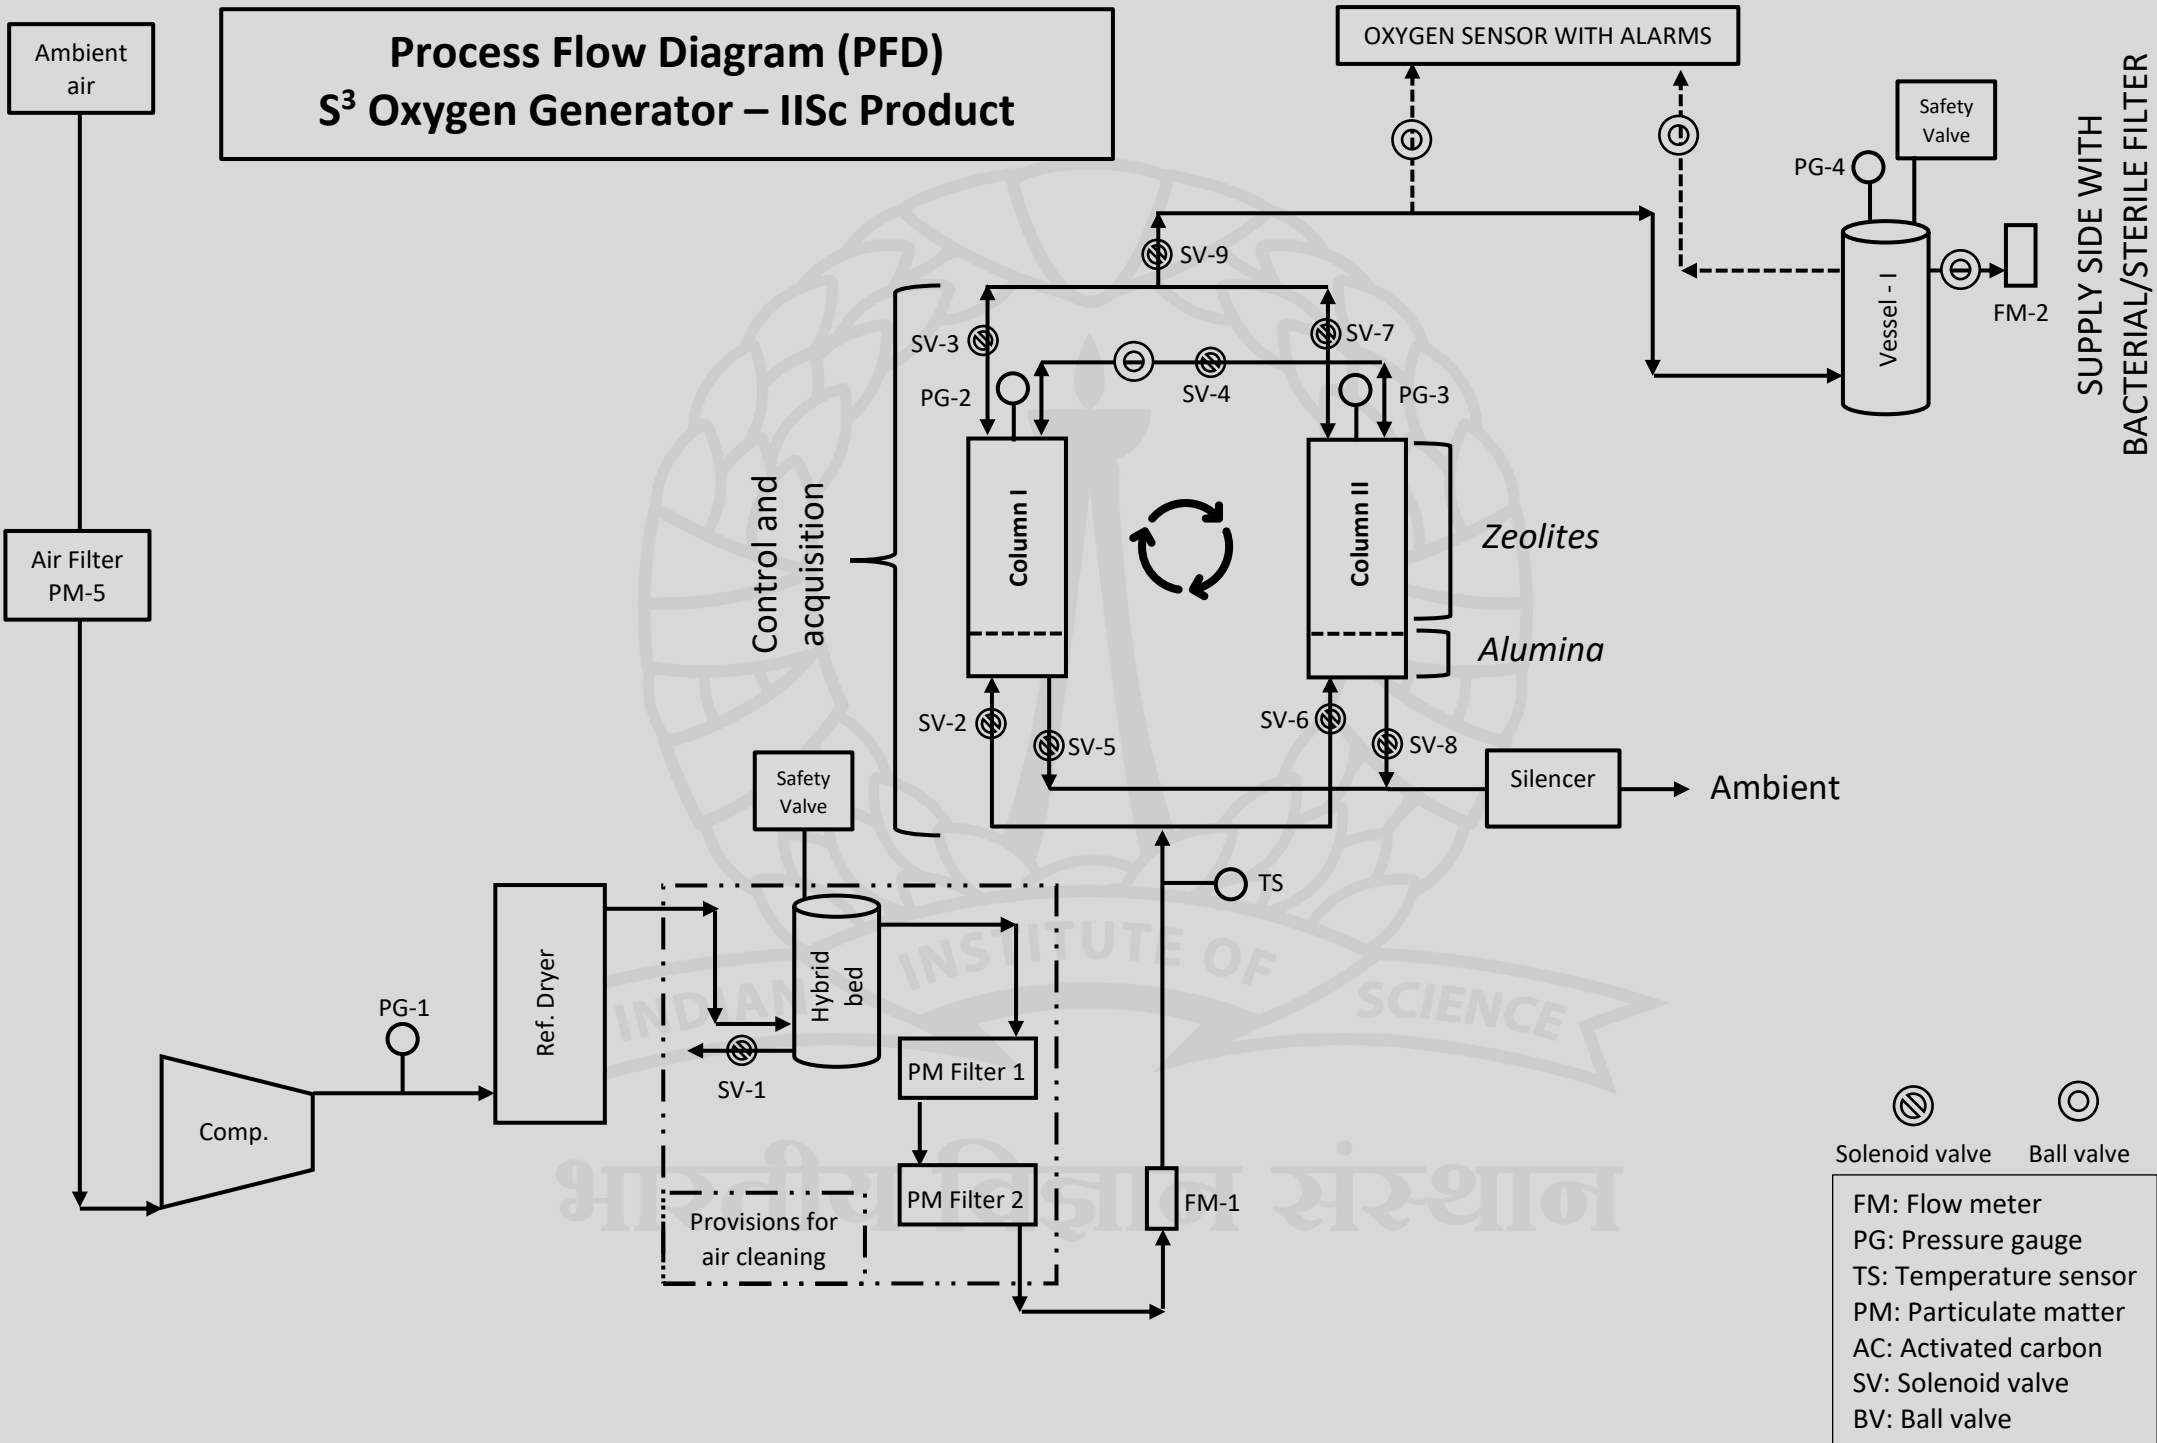 Process Flow Diagram (PFD)
S³ Oxygen Generator – IISc Product
Ambient
air
OXYGEN SENSOR WITH ALARMS
Safety
Valve
PG-4
Vessel - I
FM-2
SUPPLY SIDE WITH
BACTERIAL/STERILE FILTER
SV-9
SV-3
SV-7
SV-4
PG-2
PG-3
Control and
acquisition
Column I
Column II
Zeolites
Alumina
Air Filter
PM-5
SV-2
SV-5
SV-6
SV-8
Silencer
Ambient
Safety
Valve
TS
Ref. Dryer
Hybrid
bed
PG-1
SV-1
PM Filter 1
Comp.
PM Filter 2
FM-1
Provisions for
air cleaning
INDIAN INSTITUTE OF SCIENCE
भारतीय विज्ञान संस्थान
Solenoid valve
Ball valve
FM: Flow meter
PG: Pressure gauge
TS: Temperature sensor
PM: Particulate matter
AC: Activated carbon
SV: Solenoid valve
BV: Ball valve